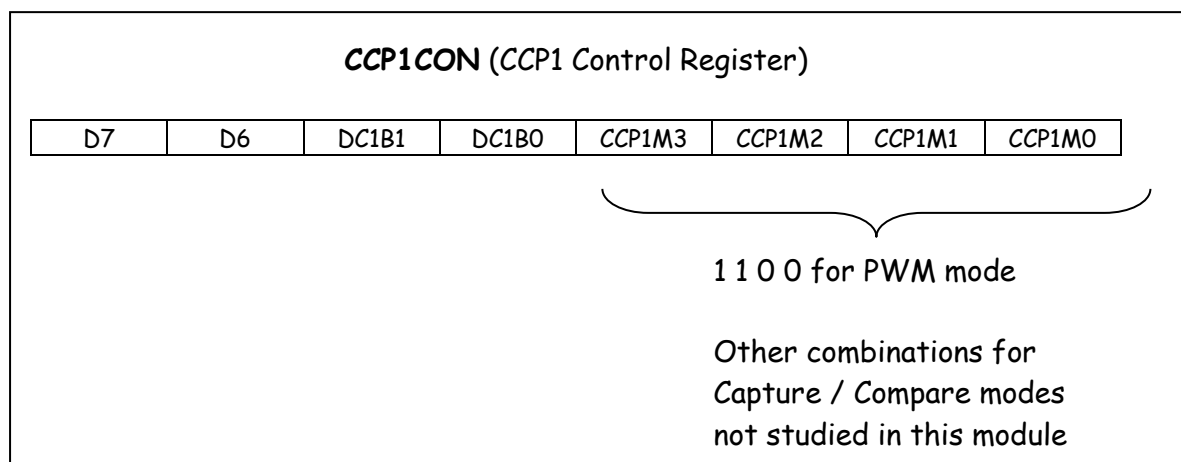 CCP1CON (CCP1 Control Register)
D7 D6 DC1B1 DC1B0 CCP1M3 CCP1M2 CCP1M1 CCP1M0
1 1 0 0 for PWM mode
Other combinations for
Capture / Compare modes
not studied in this module